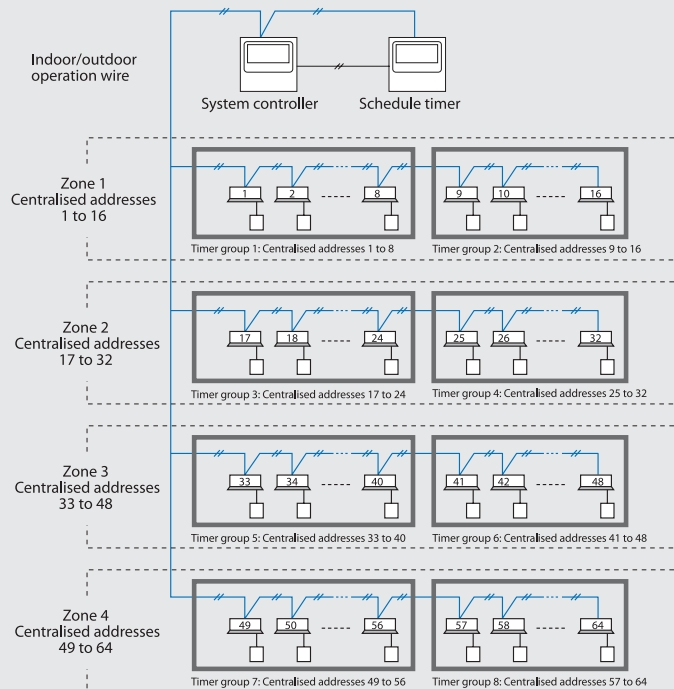 Indoor/outdoor
operation wire
System controller
Schedule timer
Zone 1
Centralised addresses
1 to 16
1 2 8
9 10 16
Timer group 1: Centralised addresses 1 to 8
Timer group 2: Centralised addresses 9 to 16
Zone 2
Centralised addresses
17 to 32
17 18 24
25 26 32
Timer group 3: Centralised addresses 17 to 24
Timer group 4: Centralised addresses 25 to 32
Zone 3
Centralised addresses
33 to 48
33 34 40
41 42 48
Timer group 5: Centralised addresses 33 to 40
Timer group 6: Centralised addresses 41 to 48
Zone 4
Centralised addresses
49 to 64
49 50 56
57 58 64
Timer group 7: Centralised addresses 49 to 56
Timer group 8: Centralised addresses 57 to 64